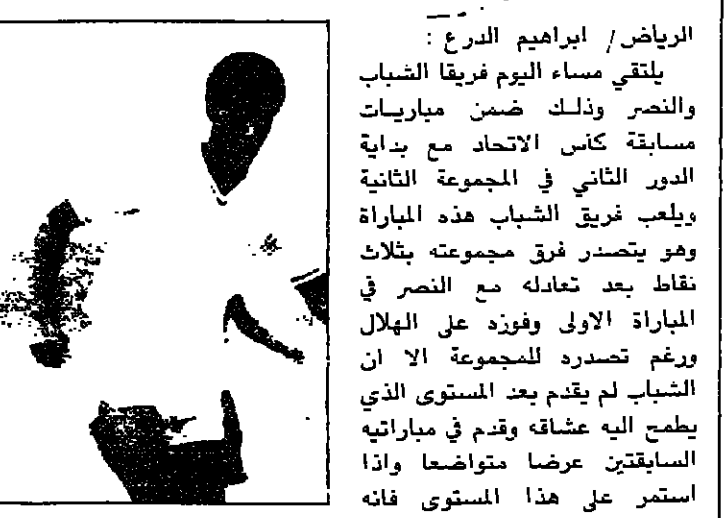 الرياض / ابراهيم الدرع :
يلتقي مساء اليوم فريقا الشباب
والنصر وذلك ضمن مباريات
مسابقة كأس الاتحاد مع بداية
الدور الثاني في المجموعة الثانية
ويلعب فريق الشباب هذه المباراة
وهو يتصدر فرق مجموعته بثلاث
نقاط بعد تعادله مع النصر في
المباراة الاولى وفوزه على الهلال
ورغم تصدره للمجموعة الا ان
الشباب لم يقدم بعد المستوى الذي
يطمح اليه عشاقه وقدم في مباراتيه
السابقتين عرضا متواضعا واذا
استمر على هذا المستوى فانه